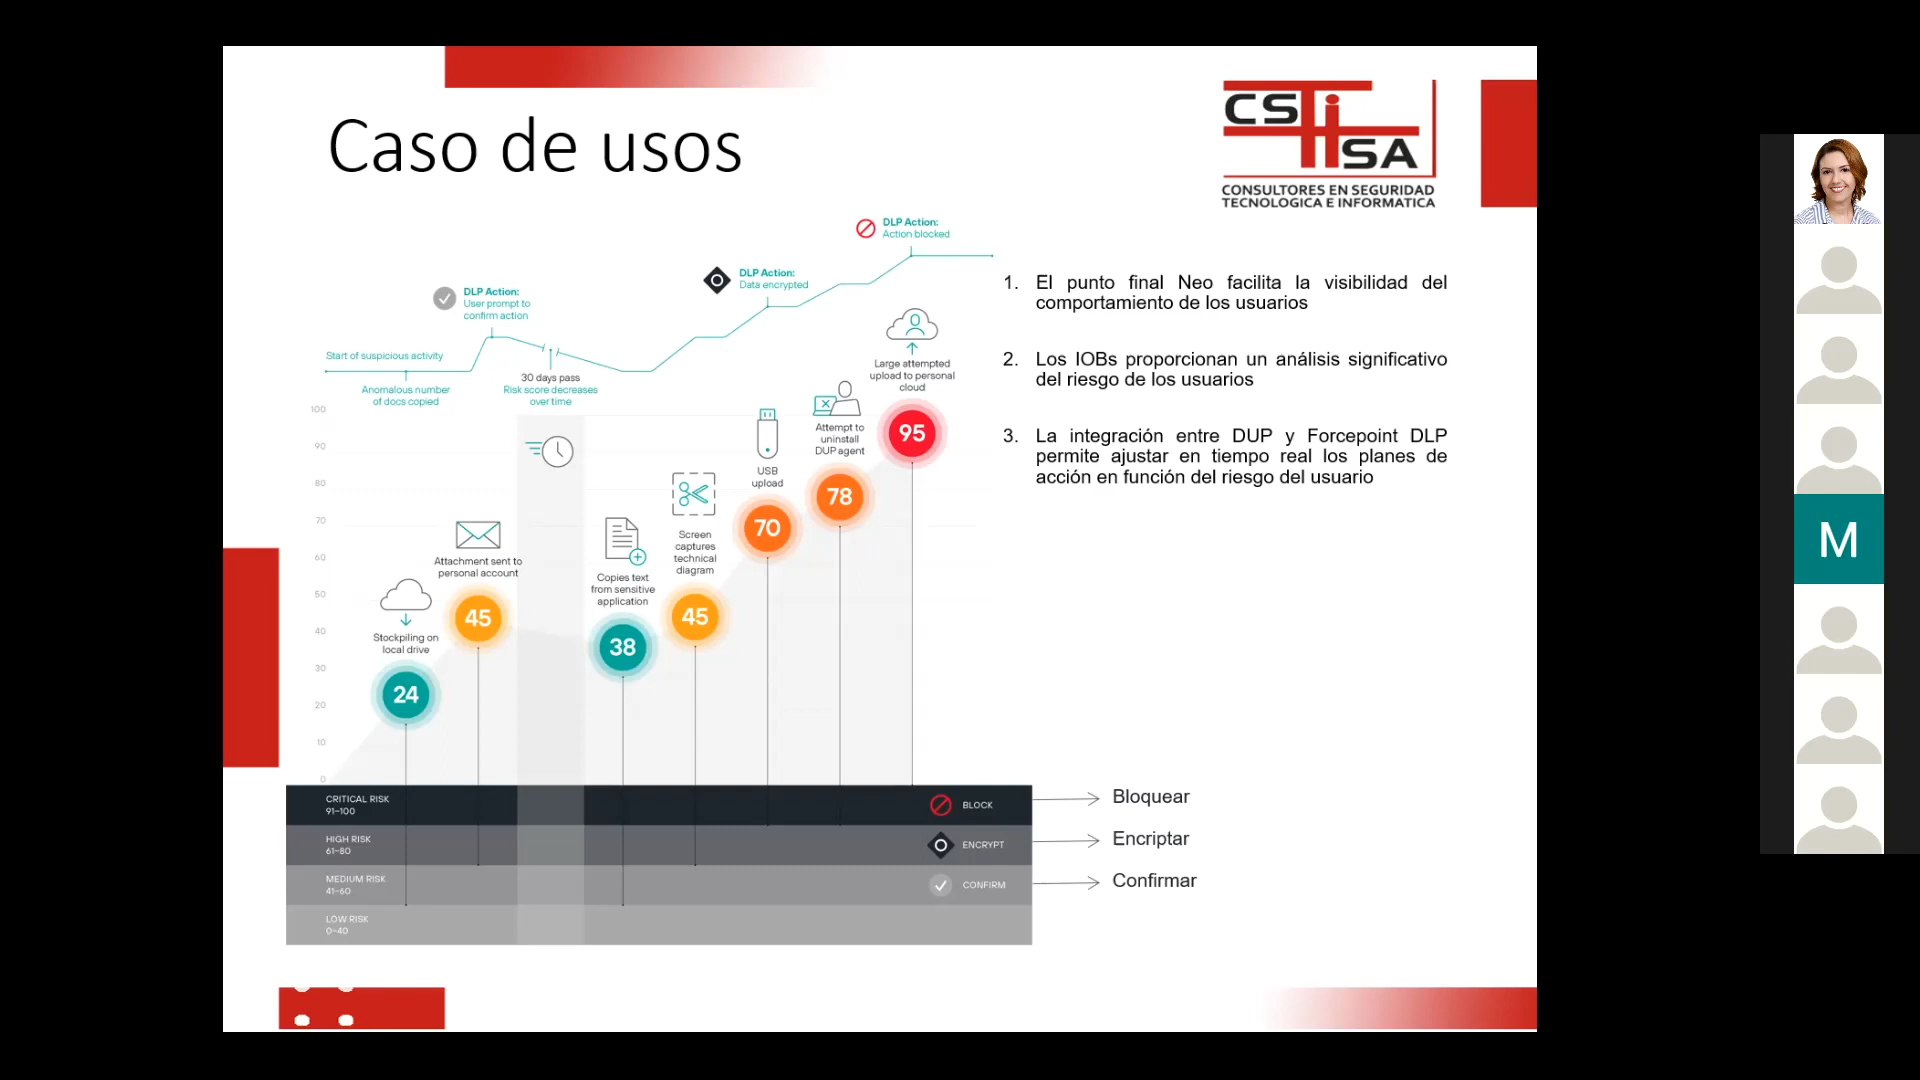 Caso de usos
CSTI
SA
CONSULTORES EN SEGURIDAD
TECNOLOGICA E INFORMATICA
DLP Action:
Action blocked
DLP Action:
Data encrypted
DLP Action:
User prompt to
confirm action
Start of suspicious activity
Anomalous number
of docs copied
30 days pass
Risk score decreases
over time
Large attempted
upload to personal
cloud
95
Attempt to
uninstall
DUP agent
78
USB
upload
70
Screen
captures
technical
diagram
45
Copies text
from sensitive
application
38
Attachment sent to
personal account
45
Stockpiling on
local drive
24
100
90
80
70
60
50
40
30
20
10
0
CRITICAL RISK
91-100
BLOCK
HIGH RISK
61-80
ENCRYPT
MEDIUM RISK
41-60
CONFIRM
LOW RISK
0-40
Bloquear
Encriptar
Confirmar
1. El punto final Neo facilita la visibilidad del
comportamiento de los usuarios
2. Los IOBs proporcionan un análisis significativo
del riesgo de los usuarios
3. La integración entre DUP y Forcepoint DLP
permite ajustar en tiempo real los planes de
acción en función del riesgo del usuario
M